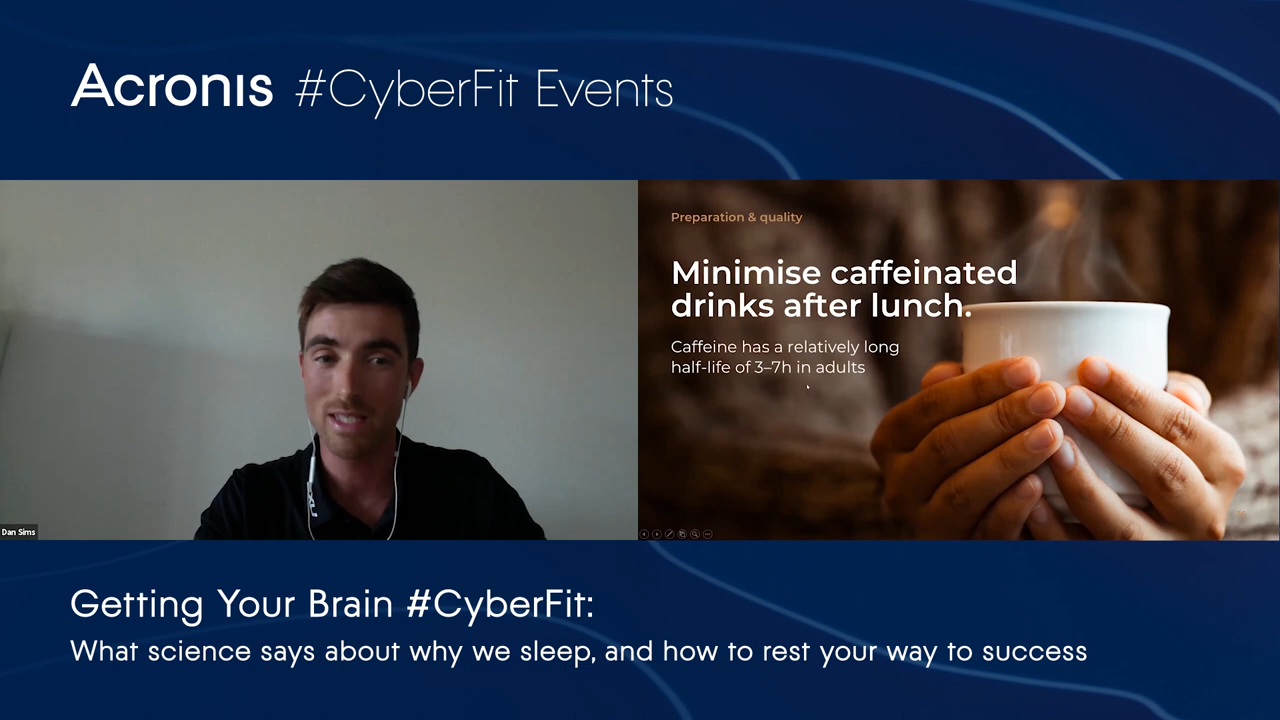 Acronis #CyberFit Events
Preparation & quality
Minimise caffeinated
drinks after lunch.
Caffeine has a relatively long
half-life of 3–7h in adults
Dan Sims
Getting Your Brain #CyberFit:
What science says about why we sleep, and how to rest your way to success